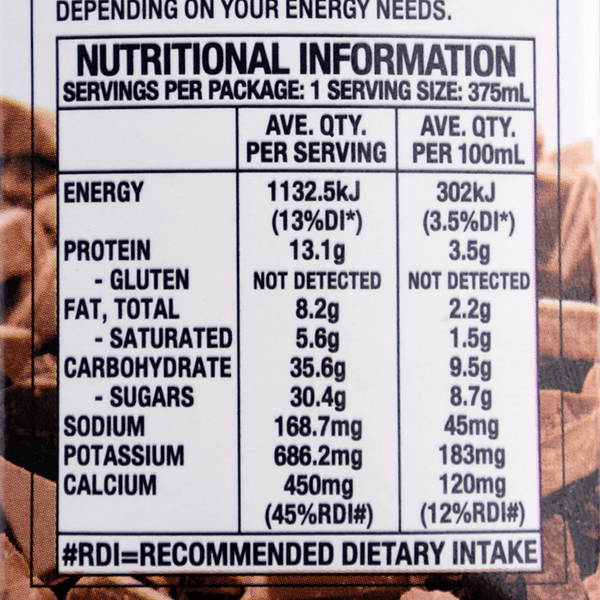 DEPENDING ON YOUR ENERGY NEEDS.
NUTRITIONAL INFORMATION
SERVINGS PER PACKAGE: 1 SERVING SIZE: 375mL
AVE. QTY. PER SERVING AVE. QTY. PER 100mL
ENERGY 1132.5kJ 302kJ
(13%DI*) (3.5%DI*)
PROTEIN 13.1g 3.5g
- GLUTEN NOT DETECTED NOT DETECTED
FAT, TOTAL 8.2g 2.2g
- SATURATED 5.6g 1.5g
CARBOHYDRATE 35.6g 9.5g
- SUGARS 30.4g 8.7g
SODIUM 168.7mg 45mg
POTASSIUM 686.2mg 183mg
CALCIUM 450mg 120mg
(45%RDI#) (12%RDI#)
#RDI=RECOMMENDED DIETARY INTAKE